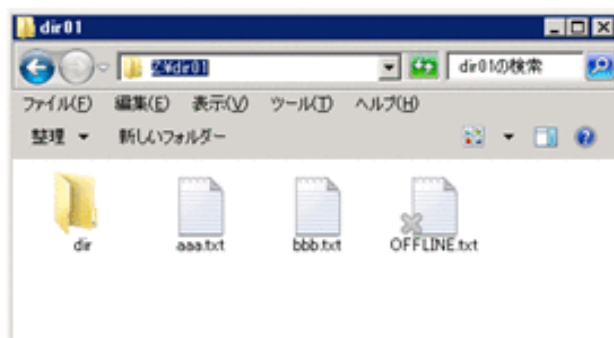 dir01
Z:¥dir01
dir01の検索
ファイル(F) 編集(E) 表示(V) ツール(T) ヘルプ(H)
整理 新しいフォルダー
dir aaa.txt bbb.txt OFFLINE.txt